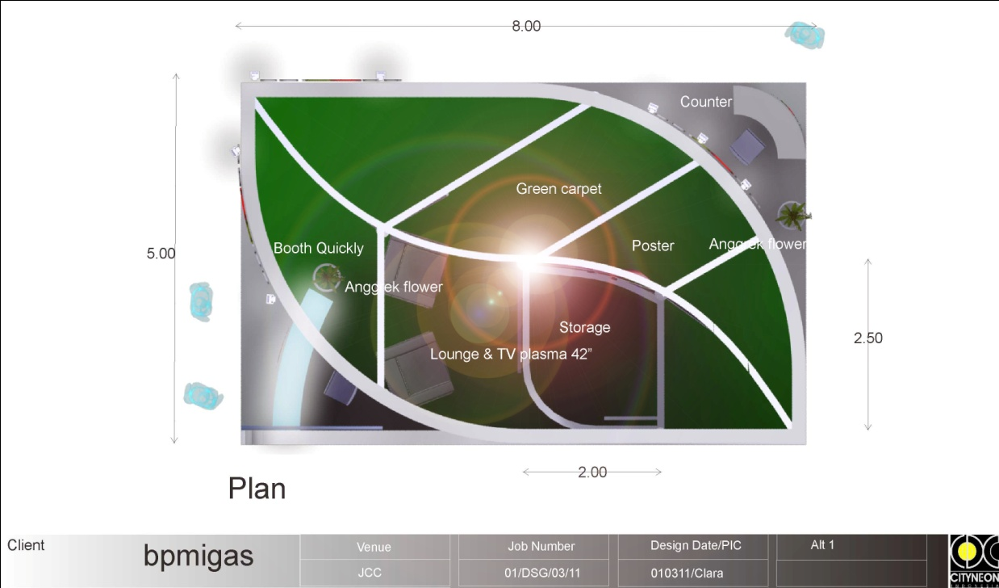 8.00
Counter
Green carpet
5.00
Booth Quickly
Poster
Anggrek flower
Anggrek flower
Storage
2.50
Lounge & TV plasma 42”
2.00
Plan
Client
bpmigas
Venue
JCC
Job Number
01/DSG/03/11
Design Date/PIC
010311/Clara
Alt 1
CITYNEON
INDONESIA